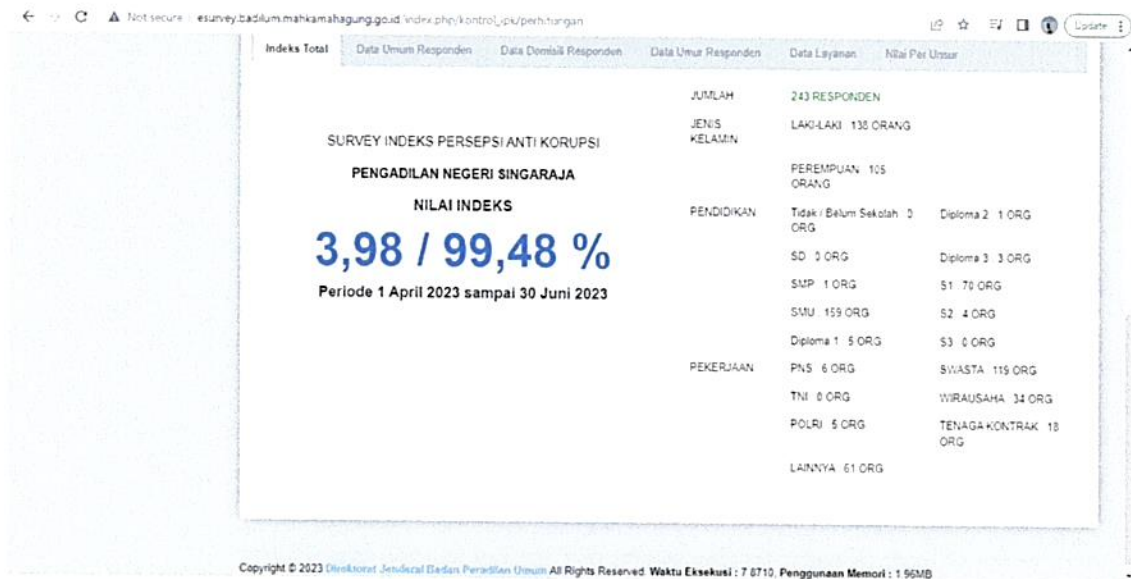 Not secure esurvey.badilum.mahkamahagung.go.id/index.php/kontrol_ipk/perhitungan
Update
Indeks Total Data Umum Responden Data Domisili Responden Data Umur Responden Data Layanan Nilai Per Unsur
JUMLAH 243 RESPONDEN
JENIS KELAMIN LAKI-LAKI 138 ORANG
PEREMPUAN 105 ORANG
SURVEY INDEKS PERSEPSI ANTI KORUPSI
PENGADILAN NEGERI SINGARAJA
NILAI INDEKS
3,98 / 99,48 %
Periode 1 April 2023 sampai 30 Juni 2023
PENDIDIKAN Tidak / Belum Sekolah 0 ORG Diploma 2 1 ORG
SD 0 ORG Diploma 3 3 ORG
SMP 1 ORG S1 70 ORG
SMU 159 ORG S2 4 ORG
Diploma 1 5 ORG S3 0 ORG
PEKERJAAN PNS 6 ORG SWASTA 119 ORG
TNI 0 ORG WIRAUSAHA 34 ORG
POLRI 5 ORG TENAGA KONTRAK 18 ORG
LAINNYA 61 ORG
Copyright © 2023 Direktorat Jenderal Badan Peradilan Umum All Rights Reserved. Waktu Eksekusi : 7.8710, Penggunaan Memori : 1.96MB